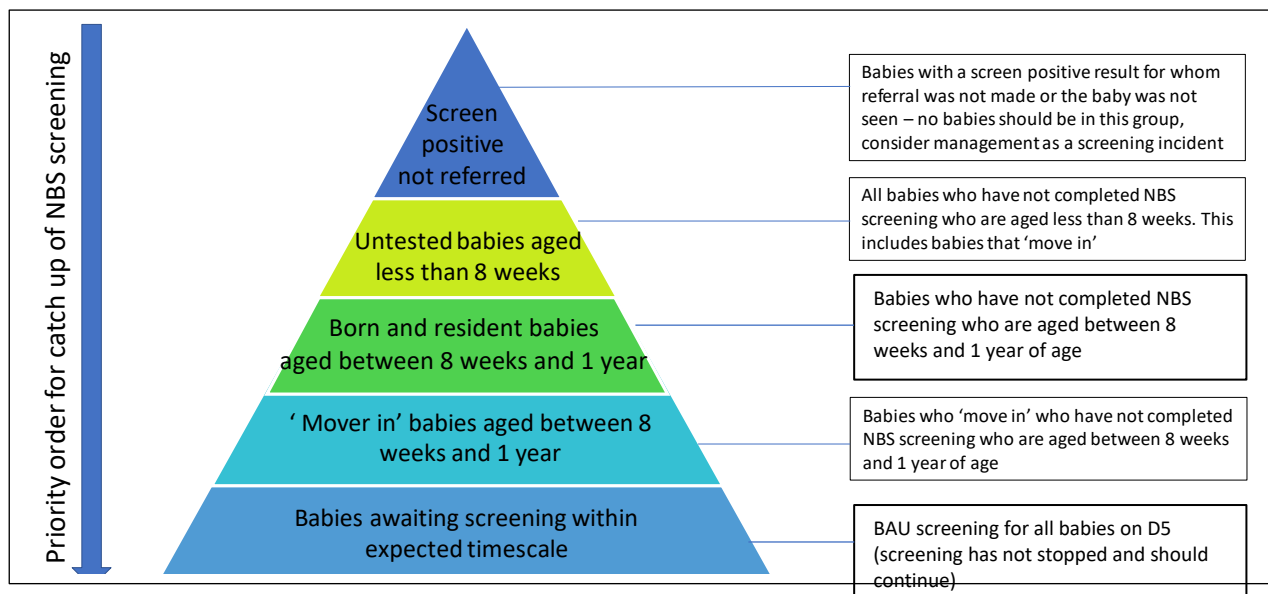 Priority order for catch up of NBS screening
Screen
positive
not referred
Babies with a screen positive result for whom
referral was not made or the baby was not
seen – no babies should be in this group,
consider management as a screening incident
Untested babies aged
less than 8 weeks
All babies who have not completed NBS
screening who are aged less than 8 weeks. This
includes babies that ‘move in’
Born and resident babies
aged between 8 weeks and 1 year
Babies who have not completed NBS
screening who are aged between 8
weeks and 1 year of age
‘ Mover in’ babies aged between 8
weeks and 1 year
Babies who ‘move in’ who have not completed
NBS screening who are aged between 8 weeks
and 1 year of age
Babies awaiting screening within
expected timescale
BAU screening for all babies on D5
(screening has not stopped and should
continue)